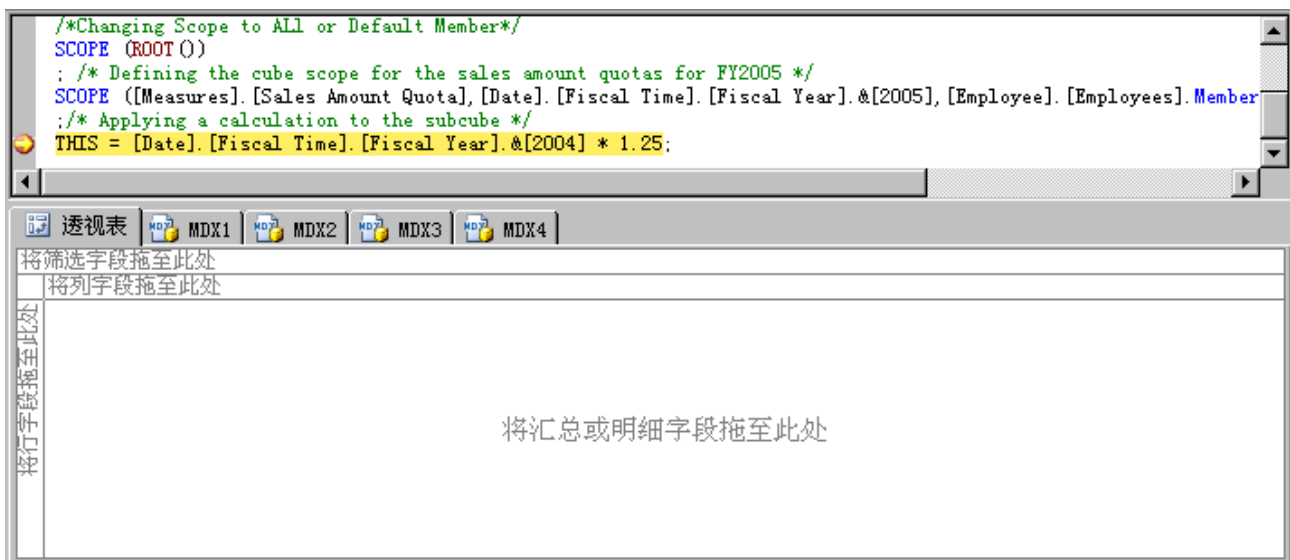 /*Changing Scope to ALl or Default Member*/
SCOPE (ROOT())
; /* Defining the cube scope for the sales amount quotas for FY2005 */
SCOPE ([Measures].[Sales Amount Quota],[Date].[Fiscal Time].[Fiscal Year].&[2005],[Employee].[Employees].Member
;/* Applying a calculation to the subcube */
THIS = [Date].[Fiscal Time].[Fiscal Year].&[2004] * 1.25;
透视表 MDX1 MDX2 MDX3 MDX4
将筛选字段拖至此处
将列字段拖至此处
将行字段拖至此处
将汇总或明细字段拖至此处